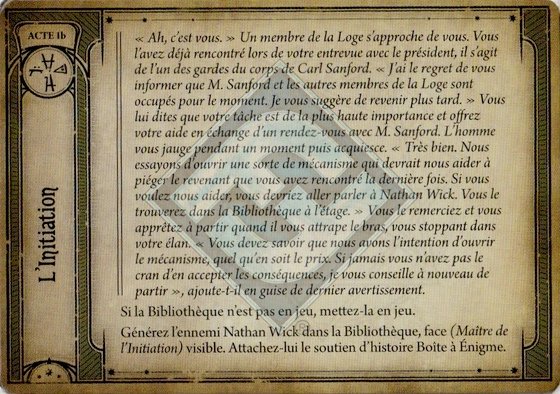 ACTE 1b
L'Initiation
« Ah, c'est vous. » Un membre de la Loge s'approche de vous. Vous
l'avez déjà rencontré lors de votre entrevue avec le président, il s'agit
de l'un des gardes du corps de Carl Sanford. « J'ai le regret de vous
informer que M. Sanford et les autres membres de la Loge sont
occupés pour le moment. Je vous suggère de revenir plus tard. » Vous
lui dites que votre tâche est de la plus haute importance et offrez
votre aide en échange d'un rendez-vous avec M. Sanford. L'homme
vous jauge pendant un moment puis acquiesce. « Très bien. Nous
essayons d'ouvrir une sorte de mécanisme qui devrait nous aider à
piéger le revenant que vous avez rencontré la dernière fois. Si vous
voulez nous aider, vous devriez aller parler à Nathan Wick. Vous le
trouverez dans la Bibliothèque à l'étage. » Vous le remerciez et vous
apprêtez à partir quand il vous attrape le bras, vous stoppant dans
votre élan. « Vous devez savoir que nous avons l'intention d'ouvrir
le mécanisme, quel qu'en soit le prix. Si jamais vous n'avez pas le
cran d'en accepter les conséquences, je vous conseille à nouveau de
partir », ajoute-t-il en guise de dernier avertissement.
Si la Bibliothèque n'est pas en jeu, mettez-la en jeu.
Générez l'ennemi Nathan Wick dans la Bibliothèque, face (Maître de
l'Initiation) visible. Attachez-lui le soutien d'histoire Boîte à Énigme.